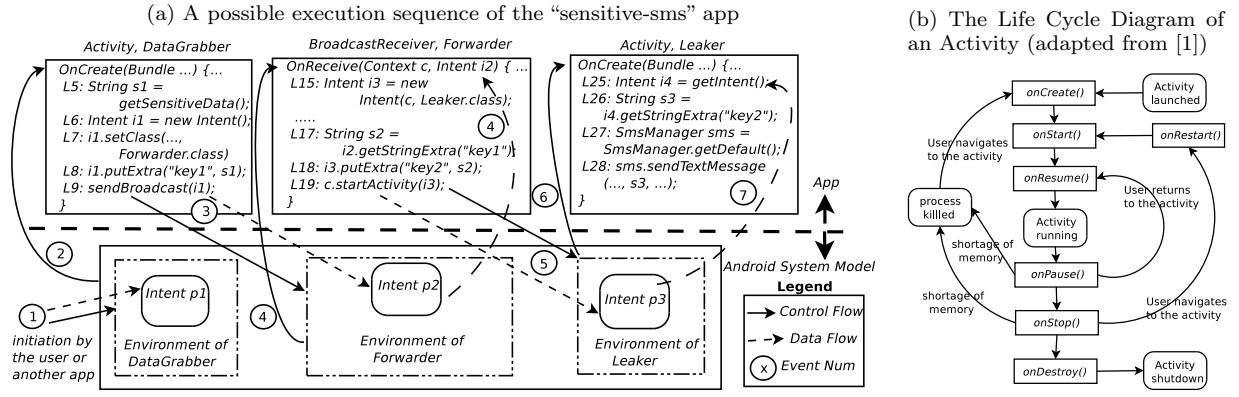 (a) A possible execution sequence of the “sensitive-sms” app
Activity, DataGrabber
OnCreate(Bundle ...) {...
L5: String s1 =
getSensitiveData();
L6: Intent i1 = new Intent();
L7: i1.setClass(...,
Forwarder.class)
L8: i1.putExtra("key1", s1);
L9: sendBroadcast(i1);
}
BroadcastReceiver, Forwarder
OnReceive(Context c, Intent i2) { ...
L15: Intent i3 = new
Intent(c, Leaker.class);
.....
L17: String s2 =
i2.getStringExtra("key1");
L18: i3.putExtra("key2", s2);
L19: c.startActivity(i3);
}
Activity, Leaker
OnCreate(Bundle ...) {...
L25: Intent i4 = getIntent();
L26: String s3 =
i4.getStringExtra("key2");
L27: SmsManager sms =
SmsManager.getDefault();
L28: sms.sendTextMessage
(..., s3, ...);
}
4
3
6
7
App
2
5
Android System Model
1
initiation by
the user or
another app
Intent p1
Environment of
DataGrabber
4
Intent p2
Environment of
Forwarder
Intent p3
Environment of
Leaker
Legend
Control Flow
Data Flow
x Event Num
(b) The Life Cycle Diagram of
an Activity (adapted from [1])
onCreate()
Activity
launched
onStart()
onRestart()
User navigates
to the activity
onResume()
User returns
to the activity
process
killled
Activity
running
shortage of
memory
onPause()
shortage of
memory
User navigates
to the activity
onStop()
onDestroy()
Activity
shutdown